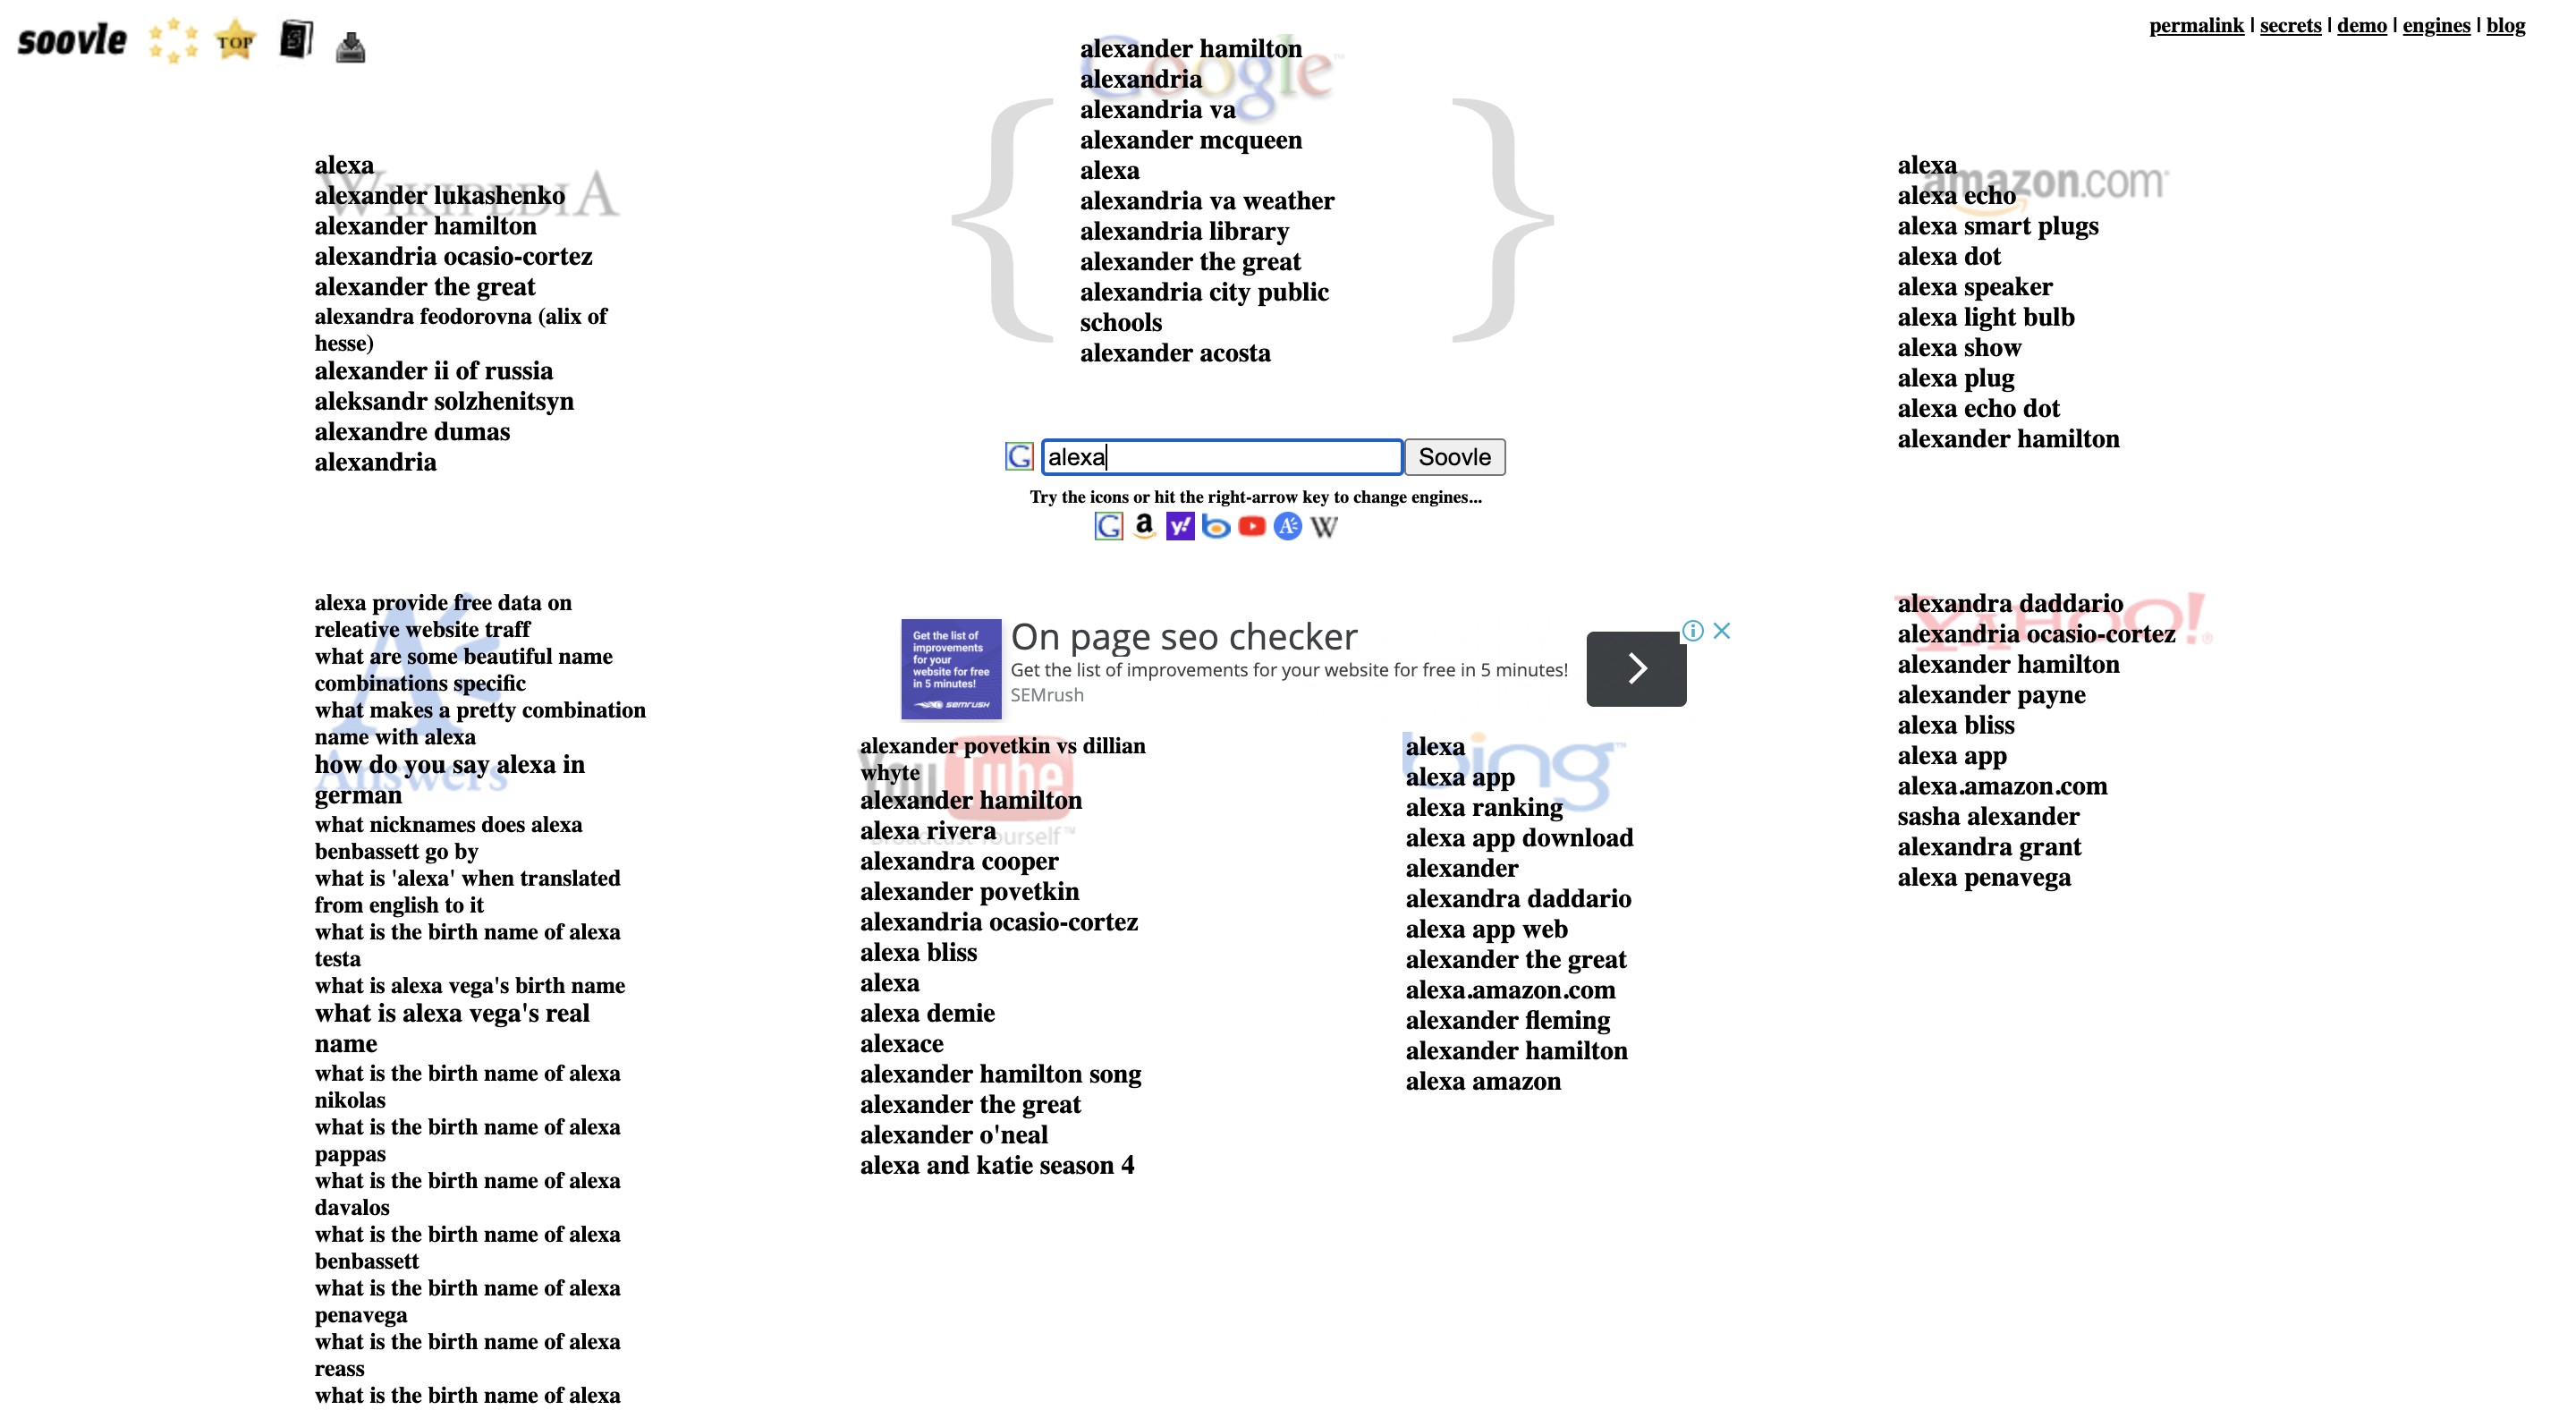 soovle
TOP
S
permalink | secrets | demo | engines | blog
Google™
alexander hamilton
alexandria
alexandria va
alexander mcqueen
alexa
alexandria va weather
alexandria library
alexander the great
alexandria city public
schools
alexander acosta
WIKIPEDIA
alexa
alexander lukashenko
alexander hamilton
alexandria ocasio-cortez
alexander the great
alexandra feodorovna (alix of
hesse)
alexander ii of russia
aleksandr solzhenitsyn
alexandre dumas
alexandria
amazon.com
alexa
alexa echo
alexa smart plugs
alexa dot
alexa speaker
alexa light bulb
alexa show
alexa plug
alexa echo dot
alexander hamilton
G alexa Soovle
Try the icons or hit the right-arrow key to change engines...
G a y! b A W
Answers
alexa provide free data on
releative website traff
what are some beautiful name
combinations specific
what makes a pretty combination
name with alexa
how do you say alexa in
german
what nicknames does alexa
benbassett go by
what is 'alexa' when translated
from english to it
what is the birth name of alexa
testa
what is alexa vega's birth name
what is alexa vega's real
name
what is the birth name of alexa
nikolas
what is the birth name of alexa
pappas
what is the birth name of alexa
davalos
what is the birth name of alexa
benbassett
what is the birth name of alexa
penavega
what is the birth name of alexa
reass
what is the birth name of alexa
Get the list of
improvements
for your
website for free
in 5 minutes!
semrush
On page seo checker
Get the list of improvements for your website for free in 5 minutes!
SEMrush
YouTube
Broadcast Yourself™
alexander povetkin vs dillian
whyte
alexander hamilton
alexa rivera
alexandra cooper
alexander povetkin
alexandria ocasio-cortez
alexa bliss
alexa
alexa demie
alexace
alexander hamilton song
alexander the great
alexander o'neal
alexa and katie season 4
bing™
alexa
alexa app
alexa ranking
alexa app download
alexander
alexandra daddario
alexa app web
alexander the great
alexa.amazon.com
alexander fleming
alexander hamilton
alexa amazon
YAHOO!®
alexandra daddario
alexandria ocasio-cortez
alexander hamilton
alexander payne
alexa bliss
alexa app
alexa.amazon.com
sasha alexander
alexandra grant
alexa penavega